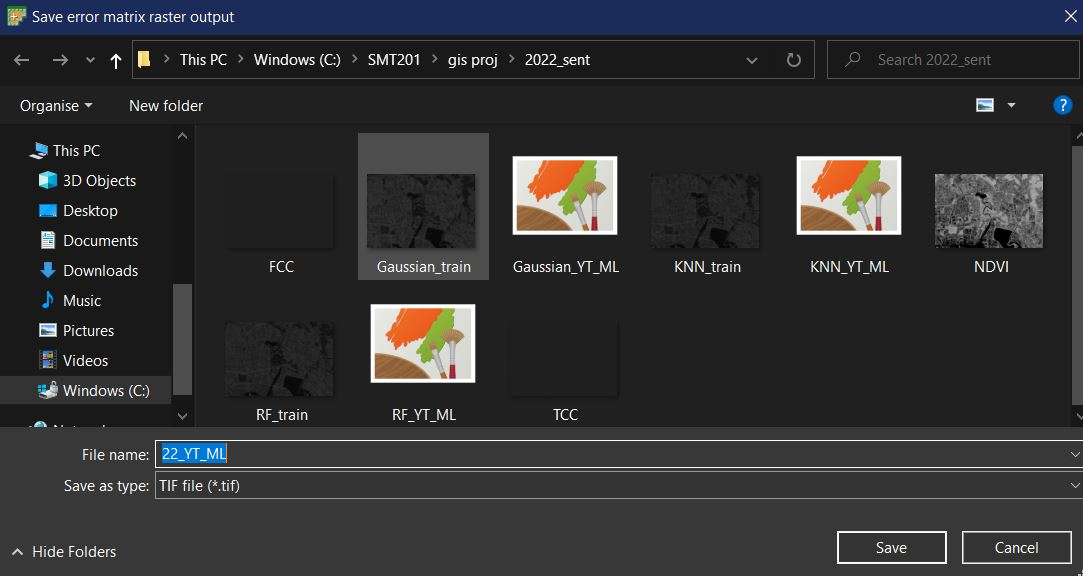 Save error matrix raster output
This PC > Windows (C:) > SMT201 > gis proj > 2022_sent
Search 2022_sent
Organise
New folder
?
This PC
3D Objects
Desktop
Documents
Downloads
Music
Pictures
Videos
Windows (C:)
FCC
Gaussian_train
Gaussian_YT_ML
KNN_train
KNN_YT_ML
NDVI
RF_train
RF_YT_ML
TCC
File name: 22_YT_ML
Save as type: TIF file (*.tif)
Hide Folders
Save
Cancel